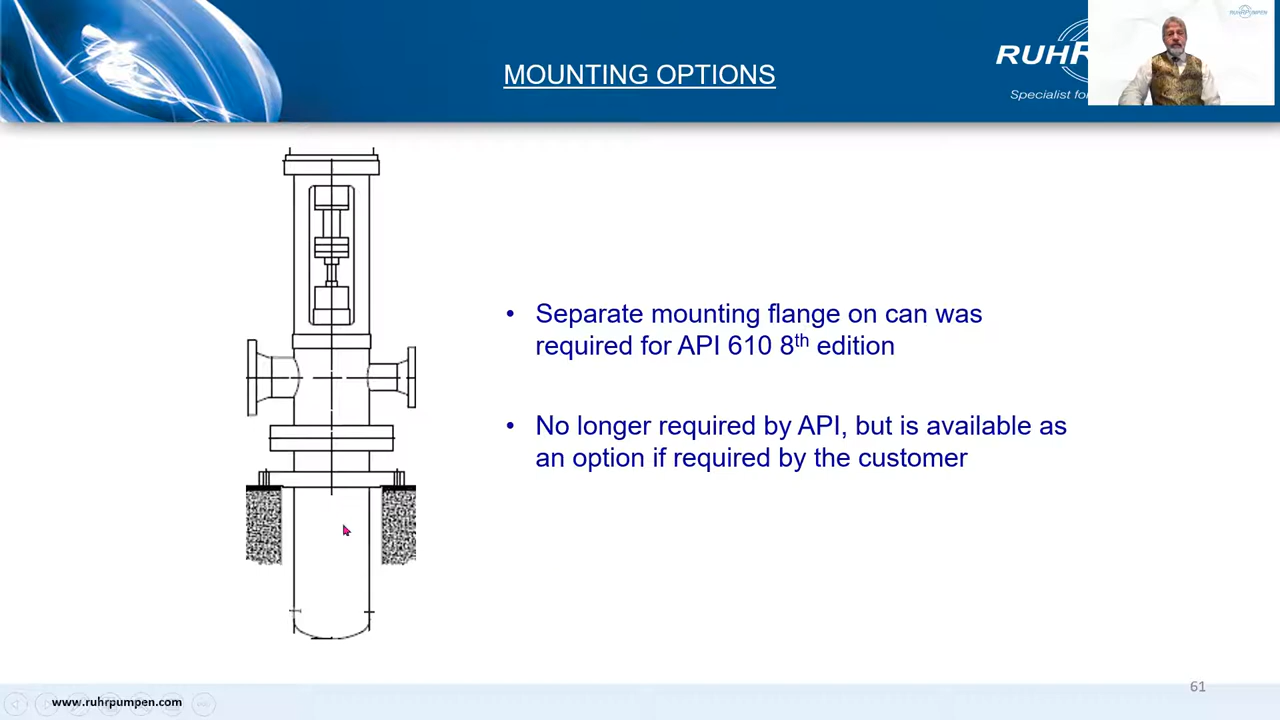 MOUNTING OPTIONS
RUHR
Specialist for
RUHRPUMPEN
• Separate mounting flange on can was
required for API 610 8th edition
• No longer required by API, but is available as
an option if required by the customer
61
www.ruhrpumpen.com